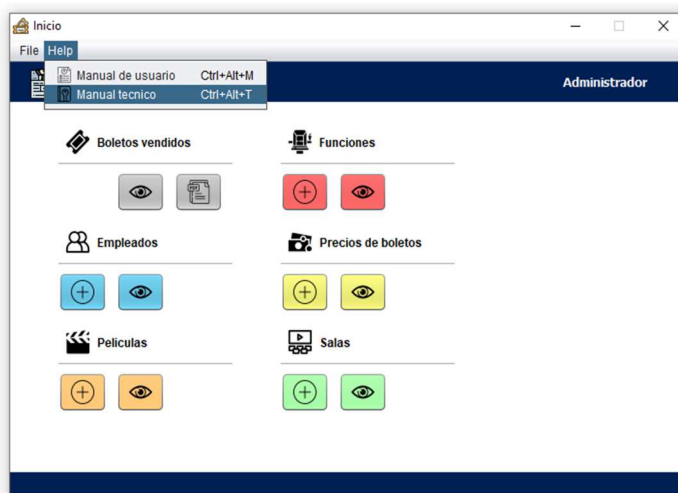 Inicio
File Help
Manual de usuario Ctrl+Alt+M
Manual tecnico Ctrl+Alt+T
Administrador
Boletos vendidos
Funciones
Empleados
Precios de boletos
Peliculas
Salas